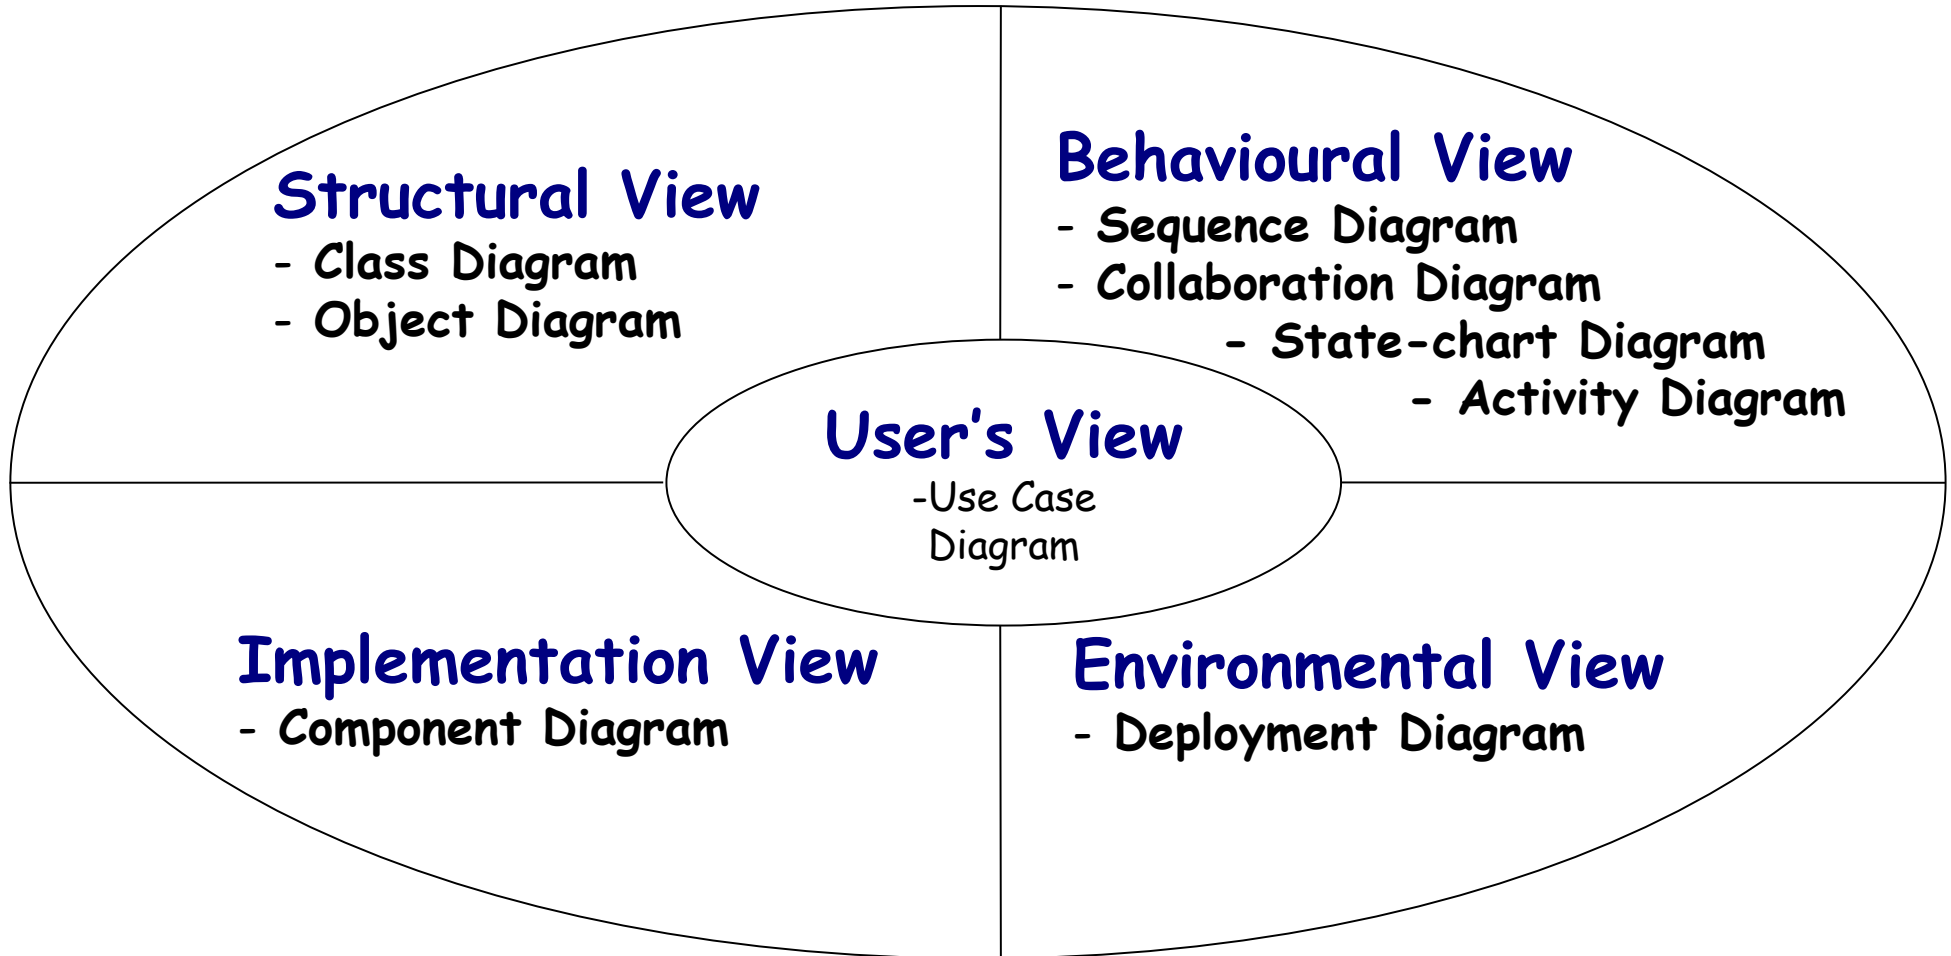 Structural View
- Class Diagram
- Object Diagram
Behavioural View
- Sequence Diagram
- Collaboration Diagram
- State-chart Diagram
- Activity Diagram
User’s View
-Use Case
Diagram
Implementation View
- Component Diagram
Environmental View
- Deployment Diagram